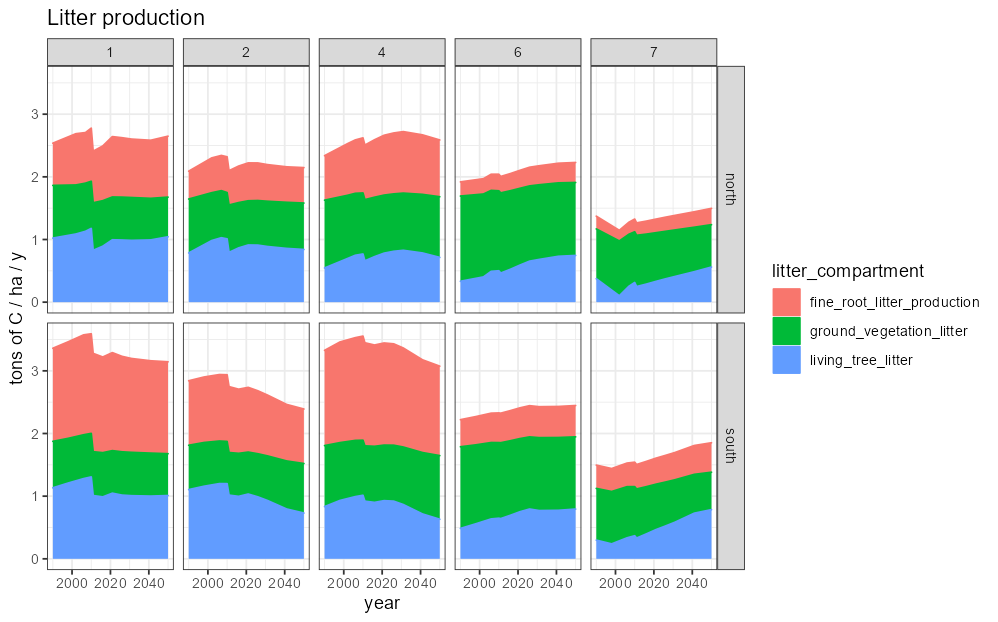 Litter production
1 2 4 6 7
3
2
1
0
north
3
2
1
0
south
tons of C / ha / y
2000 2020 2040 2000 2020 2040 2000 2020 2040 2000 2020 2040 2000 2020 2040
year
litter_compartment
fine_root_litter_production
ground_vegetation_litter
living_tree_litter